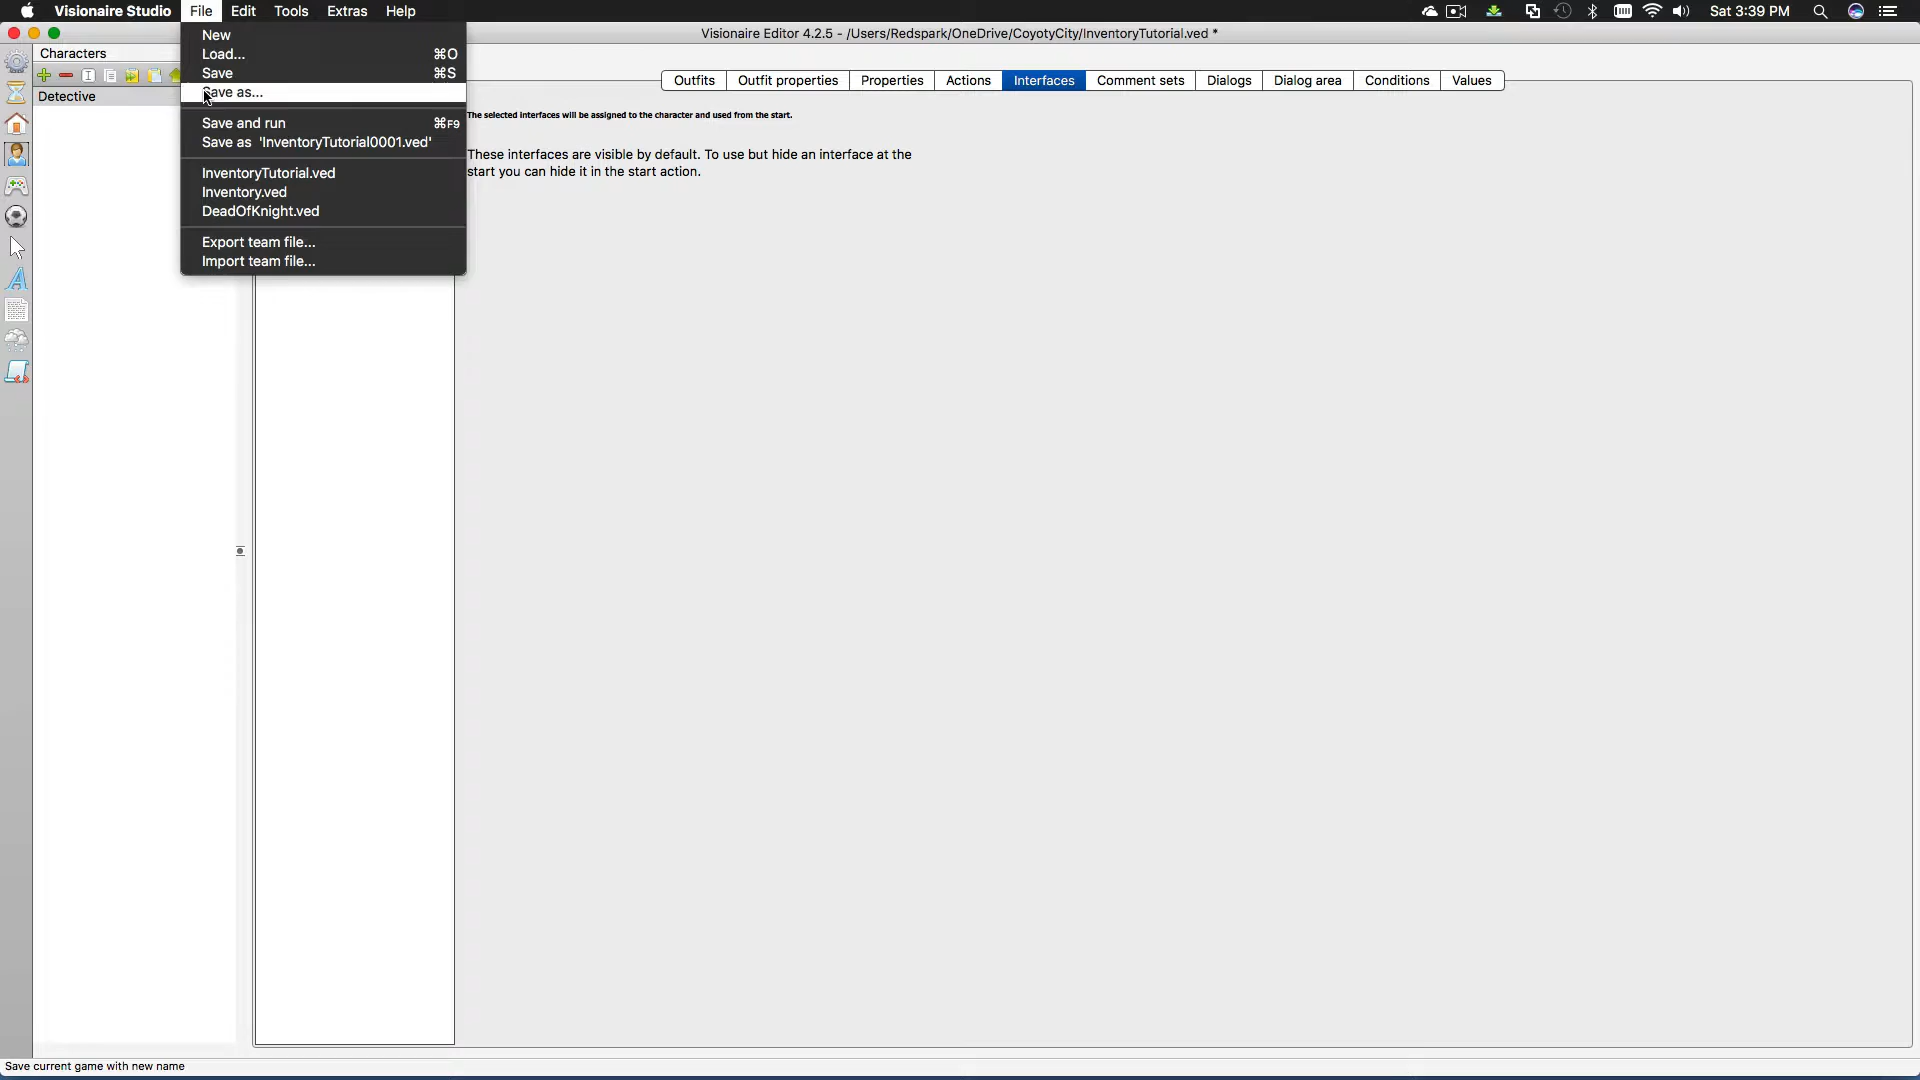 Visionaire Studio File Edit Tools Extras Help Sat 3:39 PM
Visionaire Editor 4.2.5 - /Users/Redspark/OneDrive/CoyotyCity/InventoryTutorial.ved *
Characters
Detective
New
Load... ⌘O
Save ⌘S
Save as...
Save and run ⌘F9
Save as 'InventoryTutorial0001.ved'
InventoryTutorial.ved
Inventory.ved
DeadOfKnight.ved
Export team file...
Import team file...
Outfits Outfit properties Properties Actions Interfaces Comment sets Dialogs Dialog area Conditions Values
The selected interfaces will be assigned to the character and used from the start.
These interfaces are visible by default. To use but hide an interface at the
start you can hide it in the start action.
Save current game with new name